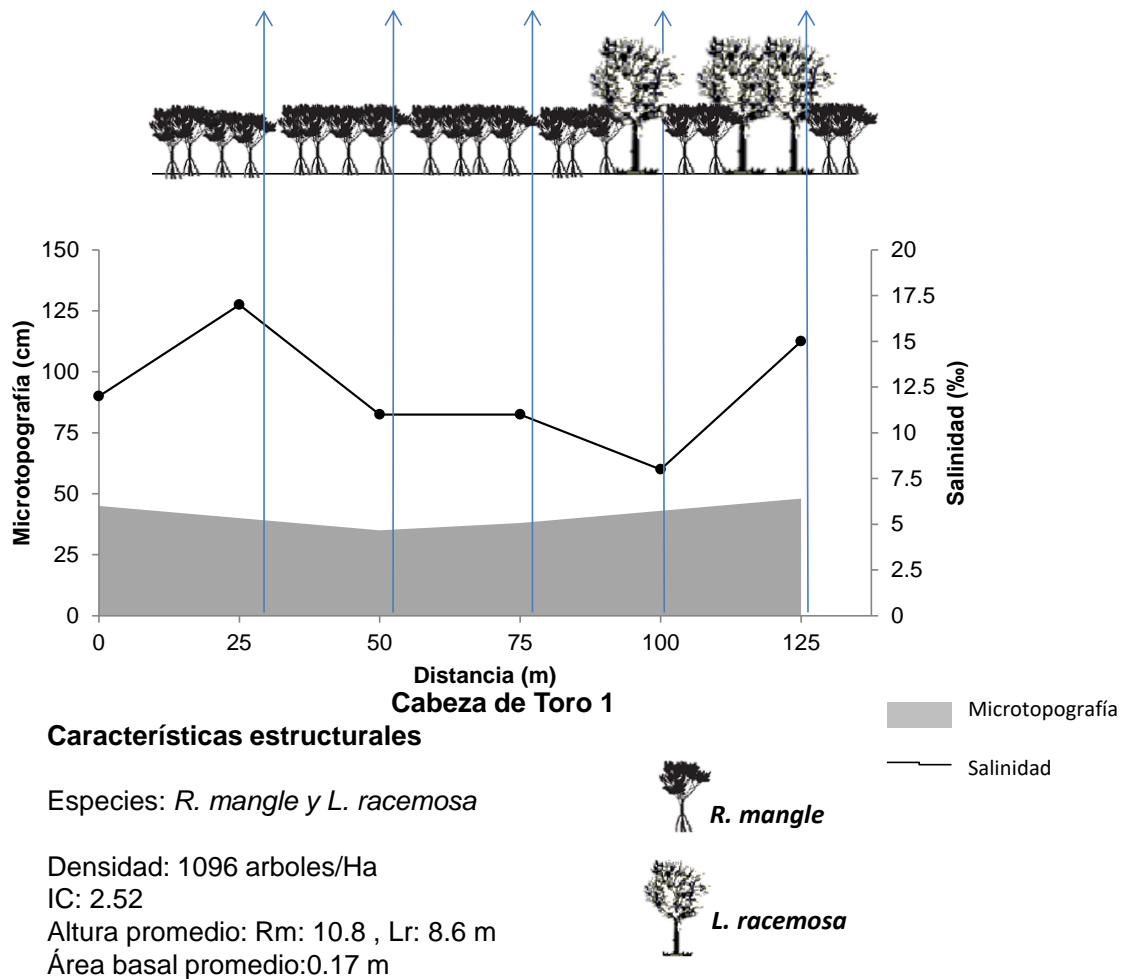 150
125
100
75
50
25
0
Microtopografía (cm)
20
17.5
15
12.5
10
7.5
5
2.5
0
Salinidad (‰)
0 25 50 75 100 125
Distancia (m)
Cabeza de Toro 1
Microtopografía
Salinidad
Características estructurales
Especies: R. mangle y L. racemosa
R. mangle
Densidad: 1096 arboles/Ha
IC: 2.52
L. racemosa
Altura promedio: Rm: 10.8 , Lr: 8.6 m
Área basal promedio:0.17 m